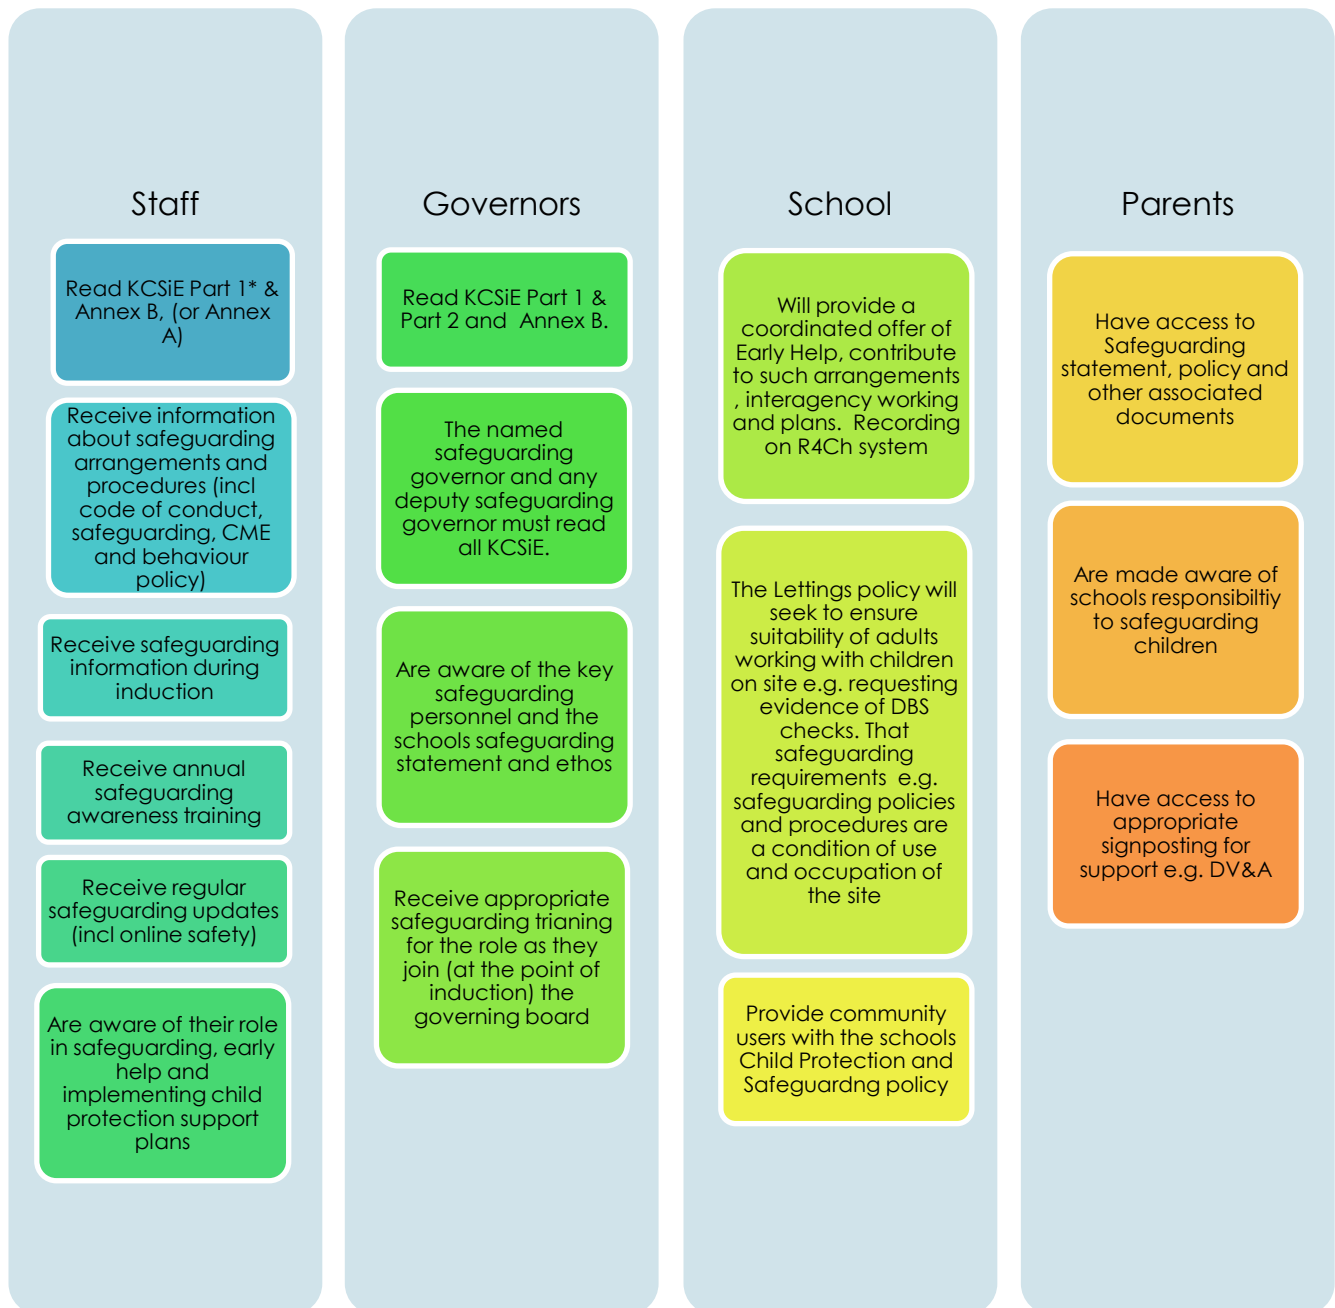 Staff
Read KCSiE Part 1* &
Annex B, (or Annex
A)
Receive information
about safeguarding
arrangements and
procedures (incl
code of conduct,
safeguarding, CME
and behaviour
policy)
Receive safeguarding
information during
induction
Receive annual
safeguarding
awareness training
Receive regular
safeguarding updates
(incl online safety)
Are aware of their role
in safeguarding, early
help and
implementing child
protection support
plans
Governors
Read KCSiE Part 1 &
Part 2 and  Annex B.
The named
safeguarding
governor and any
deputy safeguarding
governor must read
all KCSiE.
Are aware of the key
safeguarding
personnel and the
schools safeguarding
statement and ethos
Receive appropriate
safeguarding trianing
for the role as they
join (at the point of
induction) the
governing board
School
Will provide a
coordinated offer of
Early Help, contribute
to such arrangements
, interagency working
and plans.  Recording
on R4Ch system
The Lettings policy will
seek to ensure
suitability of adults
working with children
on site e.g. requesting
evidence of DBS
checks. That
safeguarding
requirements  e.g.
safeguarding policies
and procedures are
a condition of use
and occupation of
the site
Provide community
users with the schools
Child Protection and
Safeguardng policy
Parents
Have access to
Safeguarding
statement, policy and
other associated
documents
Are made aware of
schools responsibiltiy
to safeguarding
children
Have access to
appropriate
signposting for
support e.g. DV&A